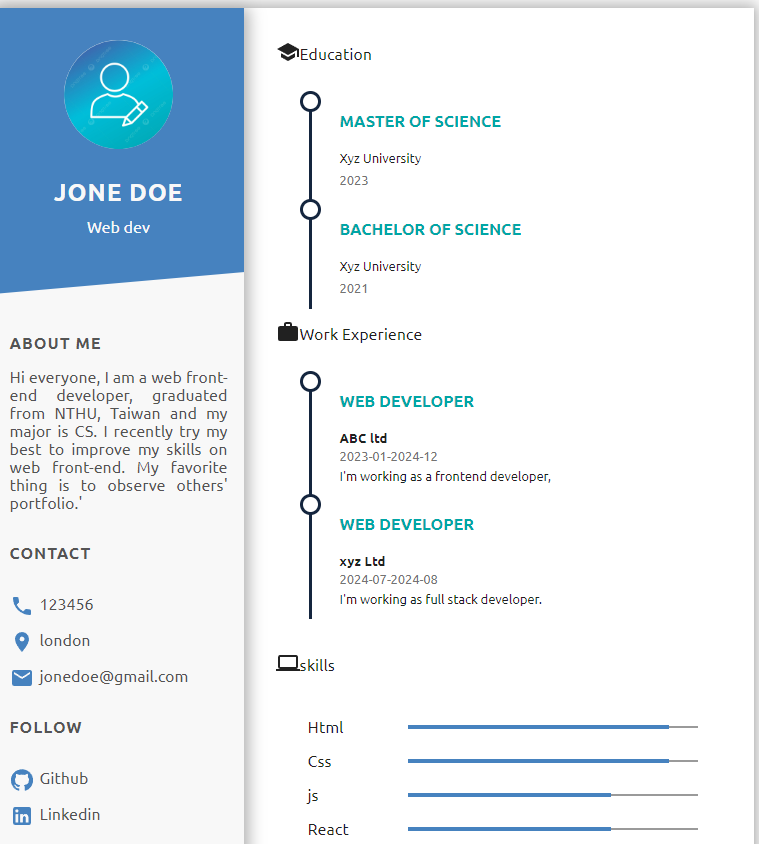 JONE DOE
Web dev
ABOUT ME
Hi everyone, I am a web front-
end developer, graduated
from NTHU, Taiwan and my
major is CS. I recently try my
best to improve my skills on
web front-end. My favorite
thing is to observe others'
portfolio.'
CONTACT
123456
london
jonedoe@gmail.com
FOLLOW
Github
Linkedin
Education
MASTER OF SCIENCE
Xyz University
2023
BACHELOR OF SCIENCE
Xyz University
2021
Work Experience
WEB DEVELOPER
ABC ltd
2023-01-2024-12
I'm working as a frontend developer,
WEB DEVELOPER
xyz Ltd
2024-07-2024-08
I'm working as full stack developer.
skills
Html
Css
js
React